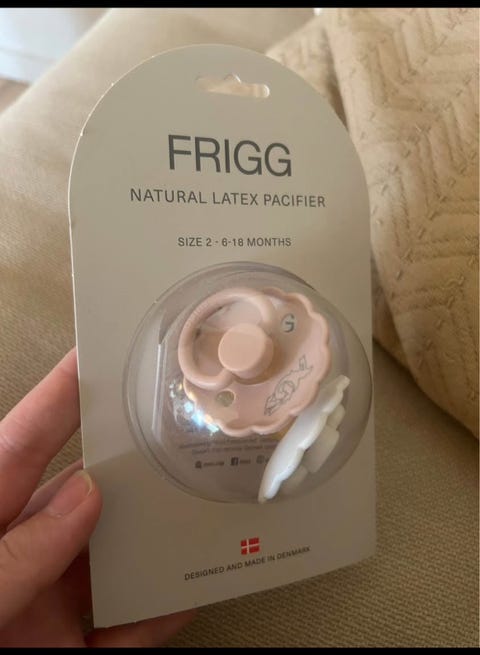 FRIGG
NATURAL LATEX PACIFIER
SIZE 2 - 6-18 MONTHS
G
DESIGNED AND MADE IN DENMARK